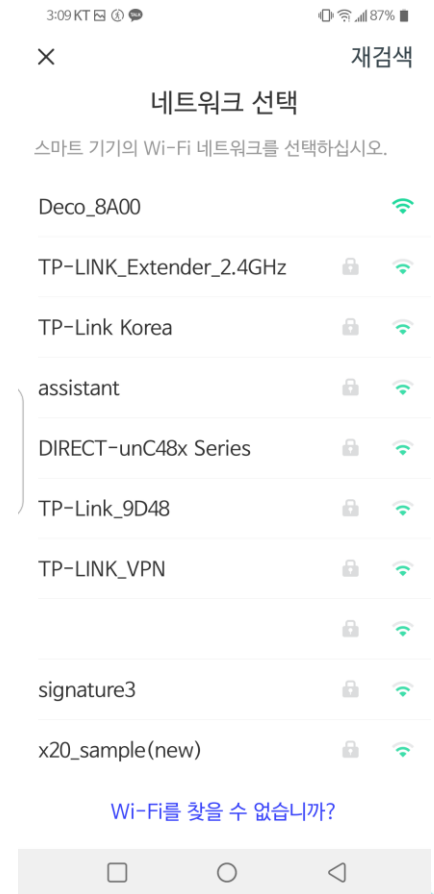 3:09 KT
87%
재검색
네트워크 선택
스마트 기기의 Wi-Fi 네트워크를 선택하십시오.
Deco_8A00
TP-LINK_Extender_2.4GHz
TP-Link Korea
assistant
DIRECT-unC48x Series
TP-Link_9D48
TP-LINK_VPN
signature3
x20_sample(new)
Wi-Fi를 찾을 수 없습니까?